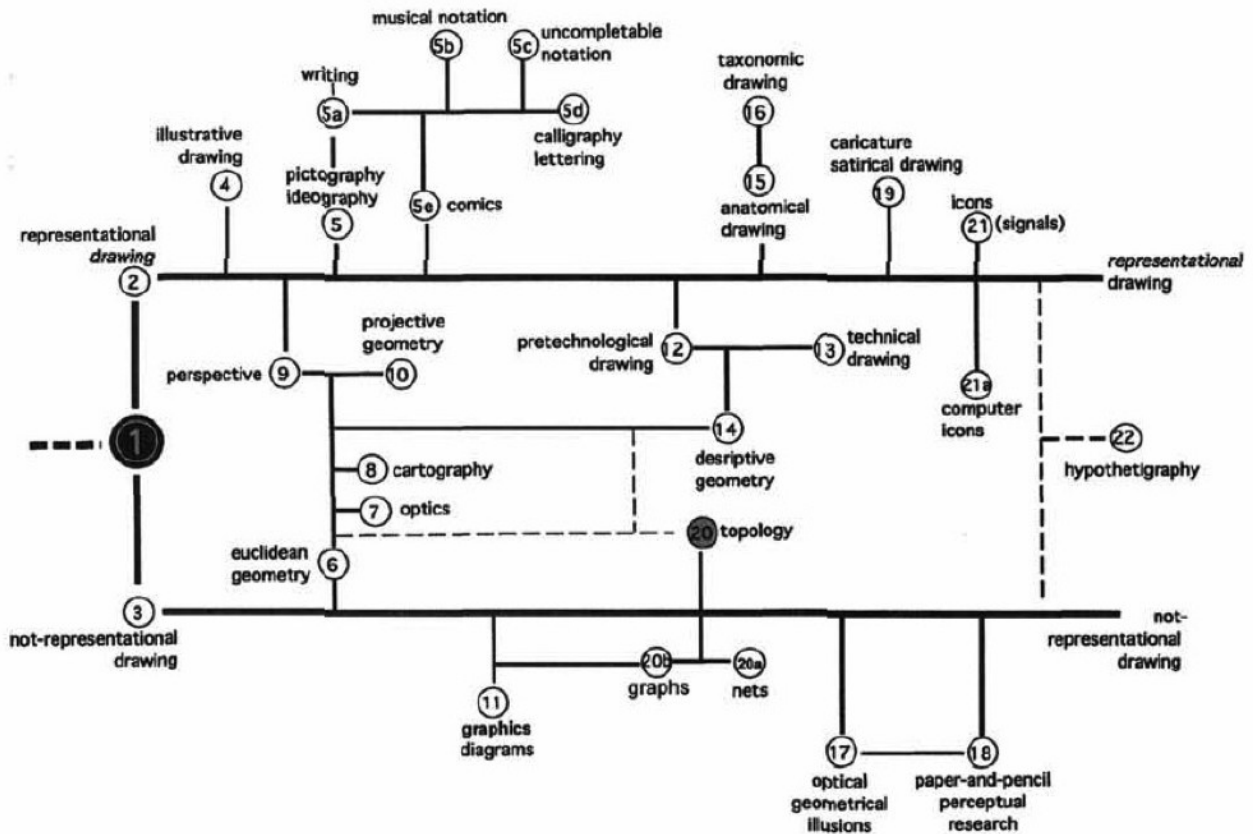 musical notation
5b
5c
uncompletable
notation
writing
5a
5d
calligraphy
lettering
taxonomic
drawing
16
illustrative
drawing
4
pictography
ideography
5
5e
comics
15
anatomical
drawing
caricature
satirical drawing
19
icons
21
(signals)
representational
drawing
2
representational
drawing
projective
geometry
perspective
9
10
pretechnological
drawing
12
13
technical
drawing
21a
computer
icons
1
14
desriptive
geometry
8
cartography
7
optics
22
hypothetigraphy
20
topology
euclidean
geometry
6
3
not-representational
drawing
not-
representational
drawing
20b
graphs
20a
nets
11
graphics
diagrams
17
optical
geometrical
illusions
18
paper-and-pencil
perceptual
research